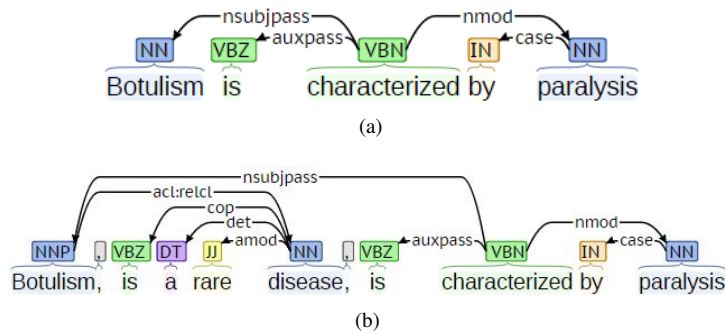 nsubjpass nmod
auxpass case
NN VBZ VBN IN NN
Botulism is characterized by paralysis
(a)
nsubjpass
acl:relcl
cop
det nmod
amod auxpass case
NNP , VBZ DT JJ NN , VBZ VBN IN NN
Botulism, is a rare disease, is characterized by paralysis
(b)